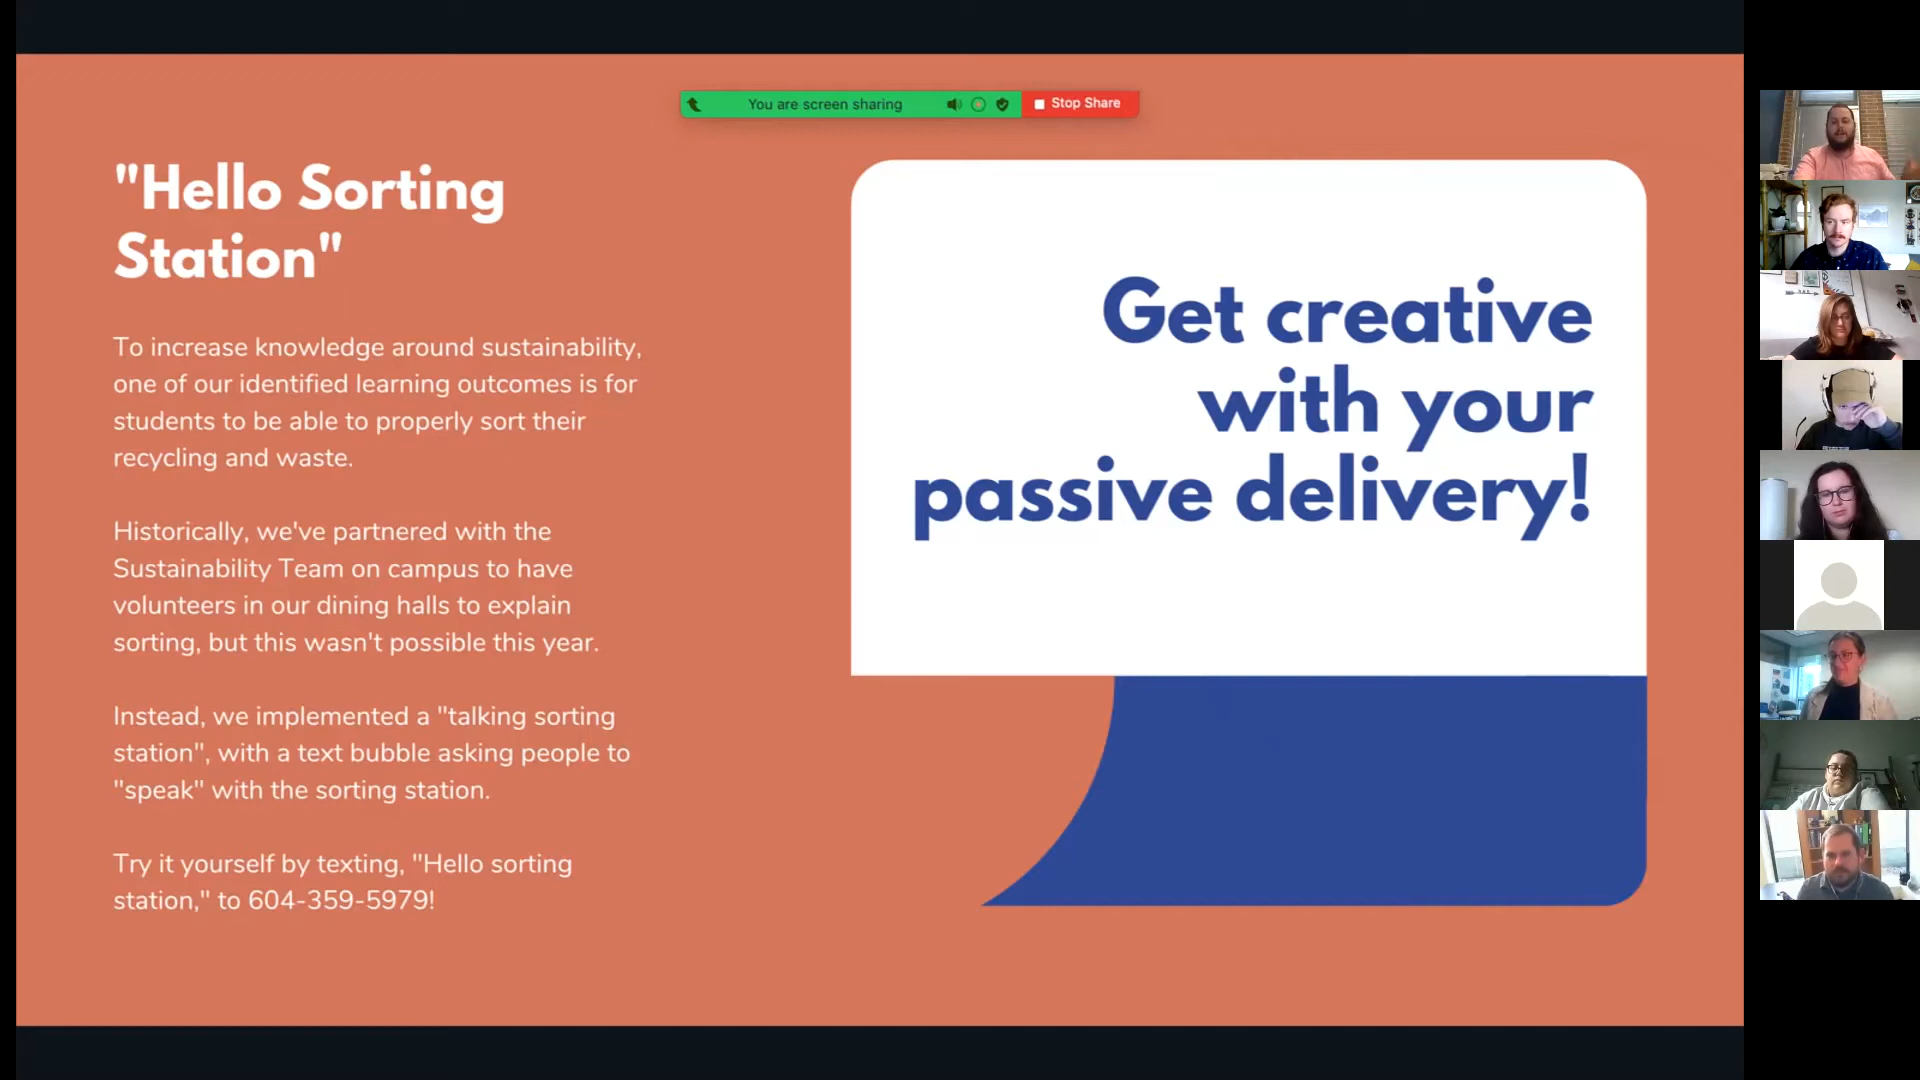 You are screen sharing
Stop Share
"Hello Sorting
Station"
To increase knowledge around sustainability,
one of our identified learning outcomes is for
students to be able to properly sort their
recycling and waste.
Historically, we've partnered with the
Sustainability Team on campus to have
volunteers in our dining halls to explain
sorting, but this wasn't possible this year.
Instead, we implemented a "talking sorting
station", with a text bubble asking people to
"speak" with the sorting station.
Try it yourself by texting, "Hello sorting
station," to 604-359-5979!
Get creative
with your
passive delivery!